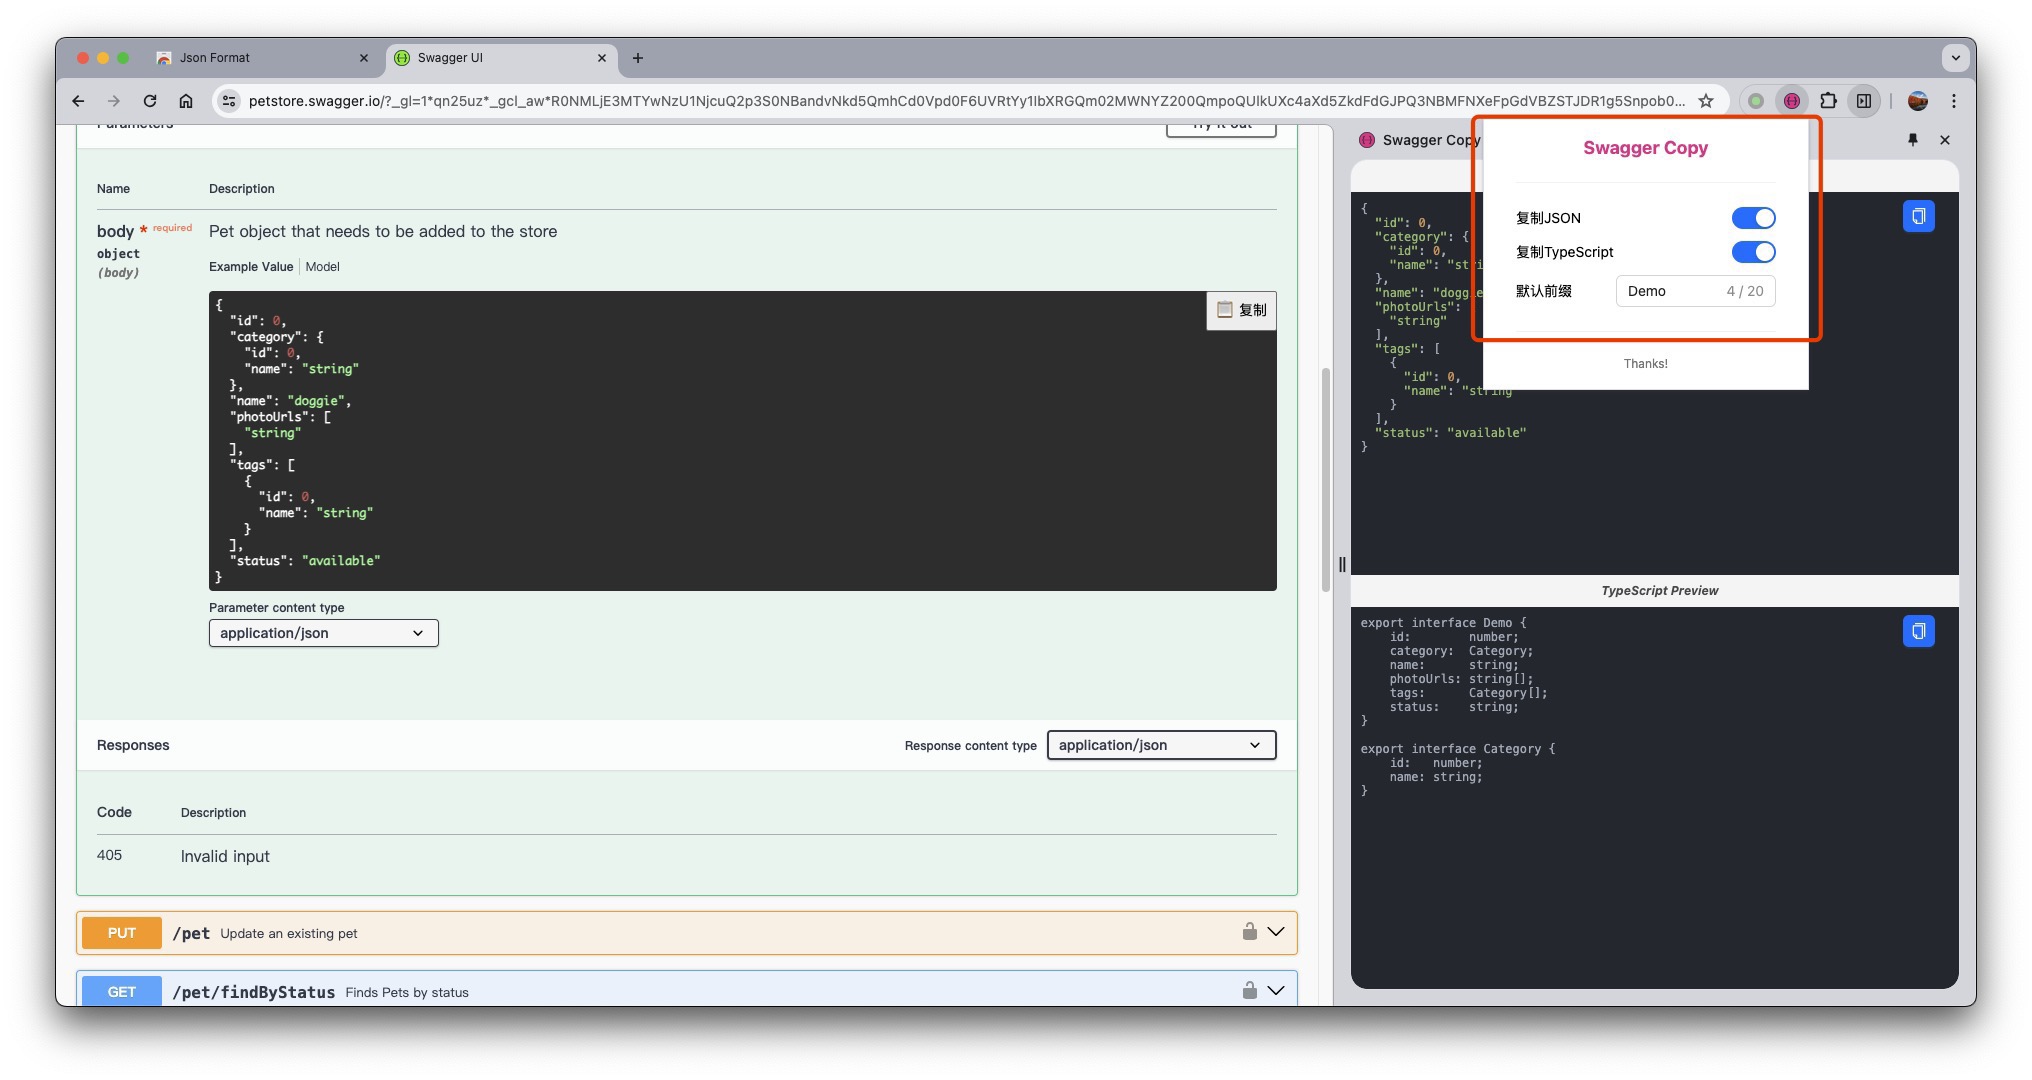 Json Format
Swagger UI
petstore.swagger.io/?_gl=1*qn25uz*_gcl_aw*R0NMLjE3MTYwNzU1NjcuQ2p3S0NBandvNkd5QmhCd0Vpd0F6UVRtYy1IbXRGQm02MWNYZ200QmpoQUlkUXc4aXd5ZkdFdGJPQ3NBMFNXeFpGdVBZSTJDR1g5Snpob0...
Parameters
Try it out
Name Description
body * required Pet object that needs to be added to the store
object
(body)
Example Value Model
{
"id": 0,
"category": {
"id": 0,
"name": "string"
},
"name": "doggie",
"photoUrls": [
"string"
],
"tags": [
{
"id": 0,
"name": "string"
}
],
"status": "available"
}
复制
Parameter content type
application/json
Responses
Response content type
application/json
Code Description
405 Invalid input
PUT /pet Update an existing pet
GET /pet/findByStatus Finds Pets by status
Swagger Copy
Swagger Copy
复制JSON
复制TypeScript
默认前缀 Demo 4 / 20
Thanks!
{
"id": 0,
"category": {
"id": 0,
"name": "stri
},
"name": "doggie
"photoUrls":
"string"
],
"tags": [
{
"id": 0,
"name": "string
}
],
"status": "available"
}
TypeScript Preview
export interface Demo {
id: number;
category: Category;
name: string;
photoUrls: string[];
tags: Category[];
status: string;
}
export interface Category {
id: number;
name: string;
}